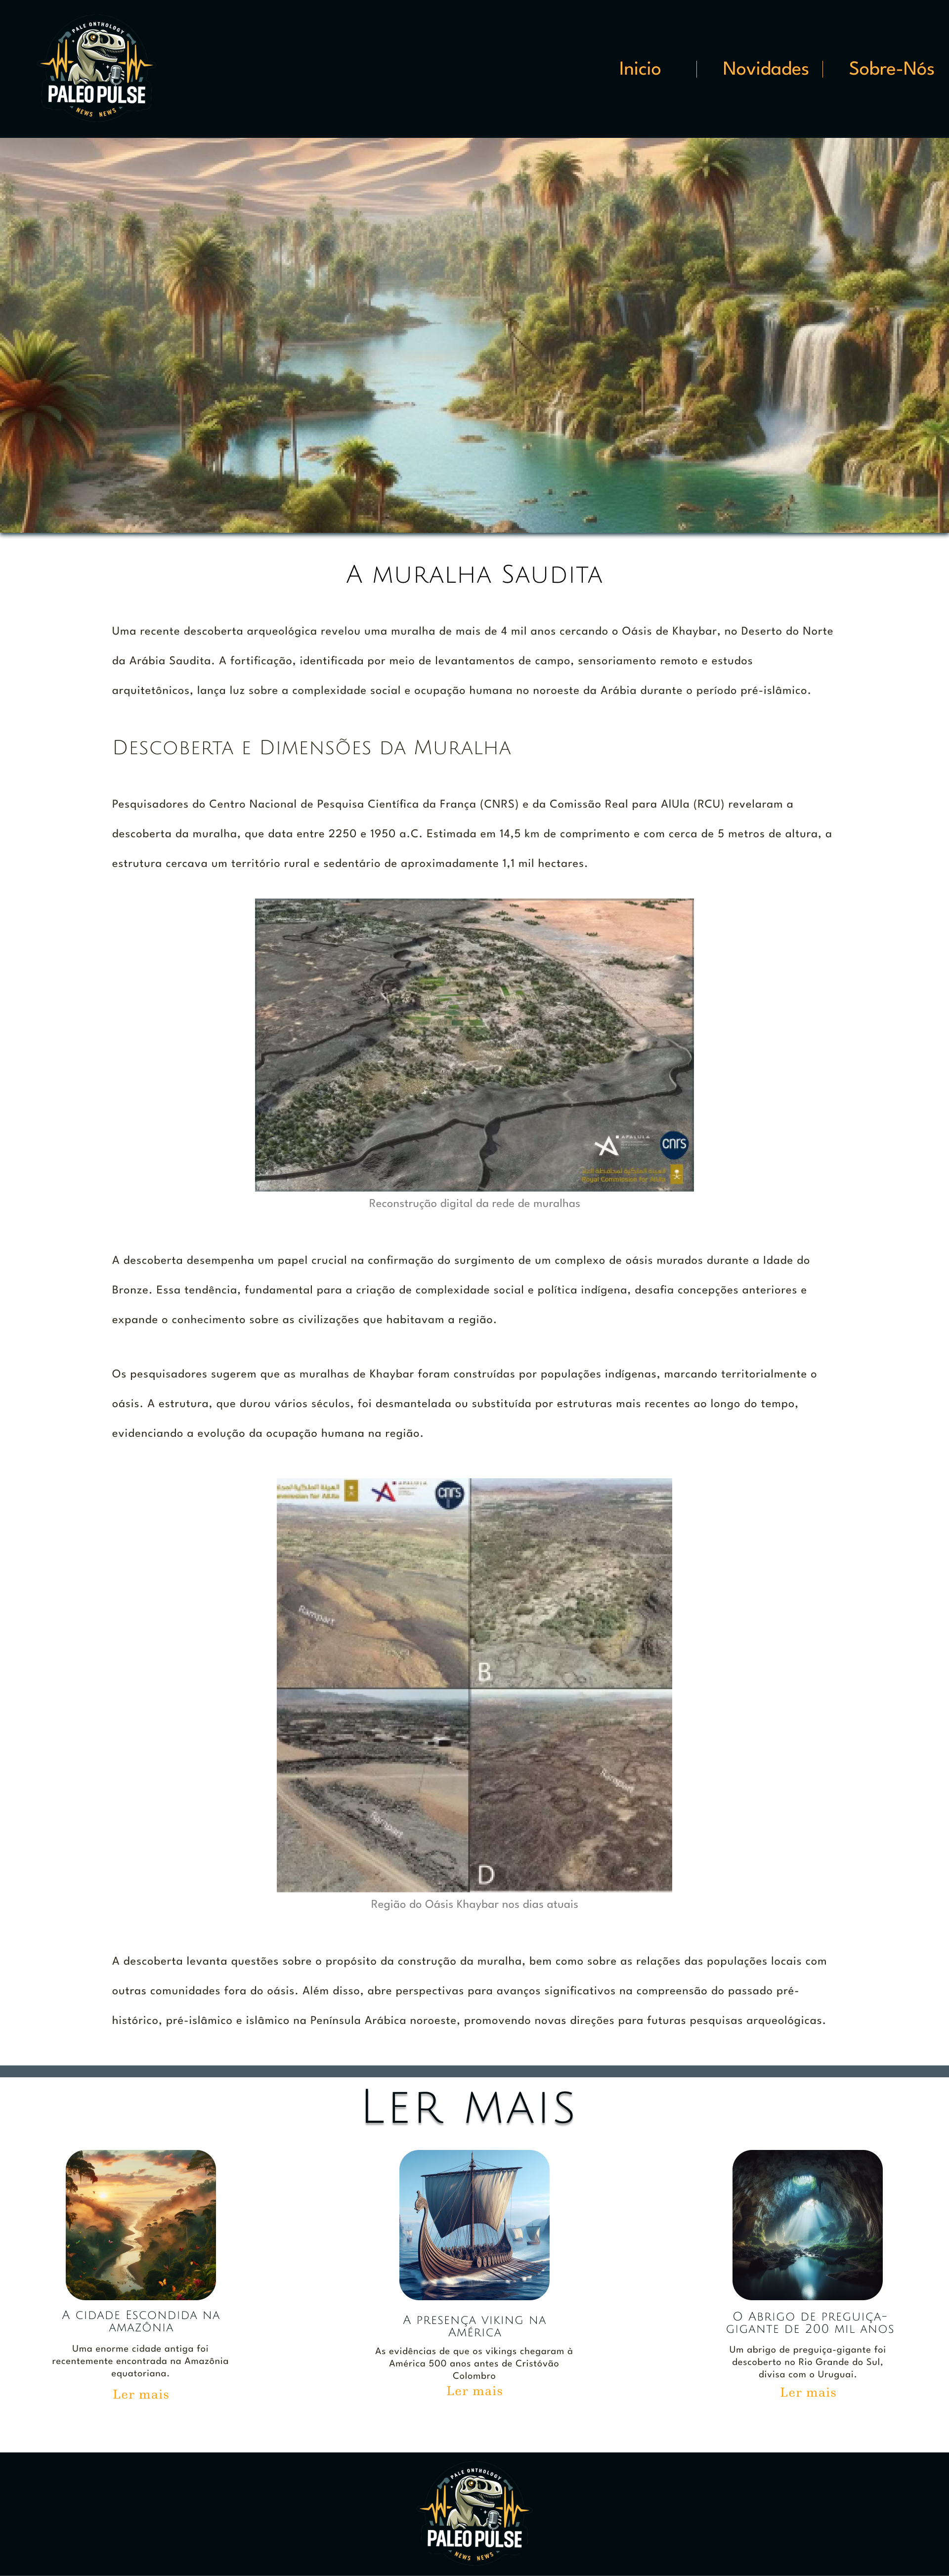 PALE ONTHOLOGY
PALEO PULSE
NEWS NEWS
Inicio | Novidades | Sobre-Nós
A muralha Saudita
Uma recente descoberta arqueológica revelou uma muralha de mais de 4 mil anos cercando o Oásis de Khaybar, no Deserto do Norte
da Arábia Saudita. A fortificação, identificada por meio de levantamentos de campo, sensoriamento remoto e estudos
arquitetônicos, lança luz sobre a complexidade social e ocupação humana no noroeste da Arábia durante o período pré-islâmico.
Descoberta e Dimensões da Muralha
Pesquisadores do Centro Nacional de Pesquisa Científica da França (CNRS) e da Comissão Real para AlUla (RCU) revelaram a
descoberta da muralha, que data entre 2250 e 1950 a.C. Estimada em 14,5 km de comprimento e com cerca de 5 metros de altura, a
estrutura cercava um território rural e sedentário de aproximadamente 1,1 mil hectares.
AFALULA
cnrs
Royal Commission for AlUla
Reconstrução digital da rede de muralhas
A descoberta desempenha um papel crucial na confirmação do surgimento de um complexo de oásis murados durante a Idade do
Bronze. Essa tendência, fundamental para a criação de complexidade social e política indígena, desafia concepções anteriores e
expande o conhecimento sobre as civilizações que habitavam a região.
Os pesquisadores sugerem que as muralhas de Khaybar foram construídas por populações indígenas, marcando territorialmente o
oásis. A estrutura, que durou vários séculos, foi desmantelada ou substituída por estruturas mais recentes ao longo do tempo,
evidenciando a evolução da ocupação humana na região.
AFALULA
cnrs
Rampart
B
Rampart
Rampart
D
Região do Oásis Khaybar nos dias atuais
A descoberta levanta questões sobre o propósito da construção da muralha, bem como sobre as relações das populações locais com
outras comunidades fora do oásis. Além disso, abre perspectivas para avanços significativos na compreensão do passado pré-
histórico, pré-islâmico e islâmico na Península Arábica noroeste, promovendo novas direções para futuras pesquisas arqueológicas.
Ler mais
A cidade Escondida na
amazônia
Uma enorme cidade antiga foi
recentemente encontrada na Amazônia
equatoriana.
Ler mais
A presença viking na
América
As evidências de que os vikings chegaram à
América 500 anos antes de Cristóvão
Colombro
Ler mais
O Abrigo de preguiça-
gigante de 200 mil anos
Um abrigo de preguiça-gigante foi
descoberto no Rio Grande do Sul,
divisa com o Uruguai.
Ler mais
PALE ONTHOLOGY
PALEO PULSE
NEWS NEWS